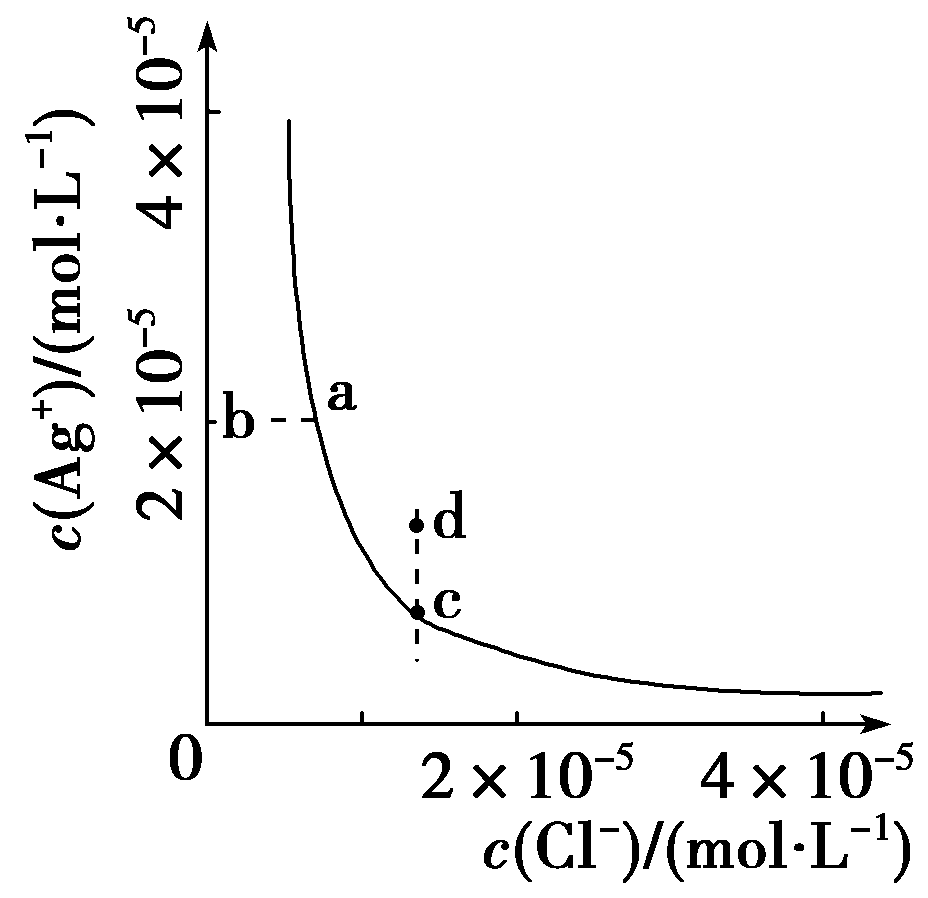 c(Ag⁺)/(mol·L⁻¹)
4×10⁻⁵
2×10⁻⁵
a
b
d
c
0
2×10⁻⁵
4×10⁻⁵
c(Cl⁻)/(mol·L⁻¹)